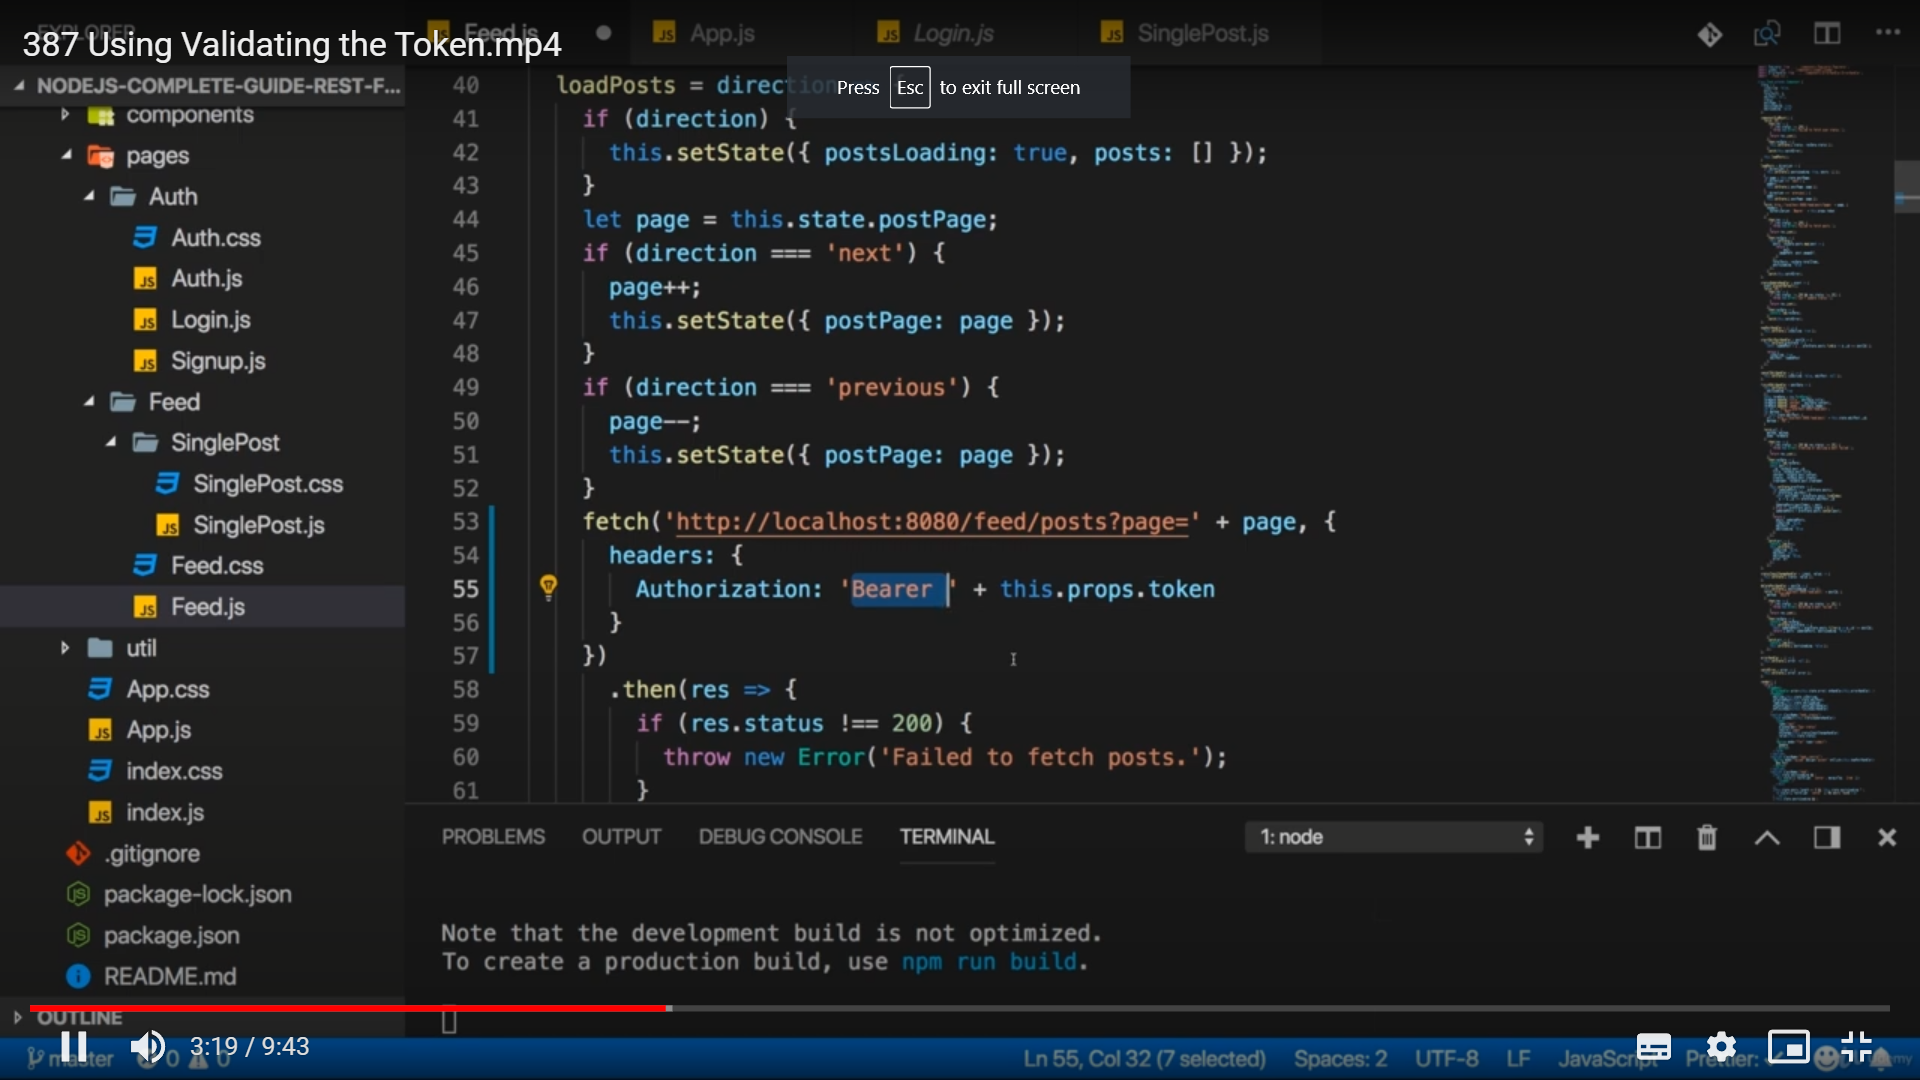 387 Using Validating the Token.mp4
Feed.js
App.js
Login.js
SinglePost.js
Press Esc to exit full screen
EXPLORER
NODEJS-COMPLETE-GUIDE-REST-F...
components
pages
Auth
Auth.css
Auth.js
Login.js
Signup.js
Feed
SinglePost
SinglePost.css
SinglePost.js
Feed.css
Feed.js
util
App.css
App.js
index.css
index.js
.gitignore
package-lock.json
package.json
README.md
OUTLINE
40 loadPosts = direction
41 if (direction) {
42 this.setState({ postsLoading: true, posts: [] });
43 }
44 let page = this.state.postPage;
45 if (direction === 'next') {
46 page++;
47 this.setState({ postPage: page });
48 }
49 if (direction === 'previous') {
50 page--;
51 this.setState({ postPage: page });
52 }
53 fetch('http://localhost:8080/feed/posts?page=' + page, {
54 headers: {
55 Authorization: 'Bearer ' + this.props.token
56 }
57 })
58 .then(res => {
59 if (res.status !== 200) {
60 throw new Error('Failed to fetch posts.');
61 }
PROBLEMS OUTPUT DEBUG CONSOLE TERMINAL 1: node
Note that the development build is not optimized.
To create a production build, use npm run build.
3:19 / 9:43
master 0 0 Ln 55, Col 32 (7 selected) Spaces: 2 UTF-8 LF JavaScript Prettier: